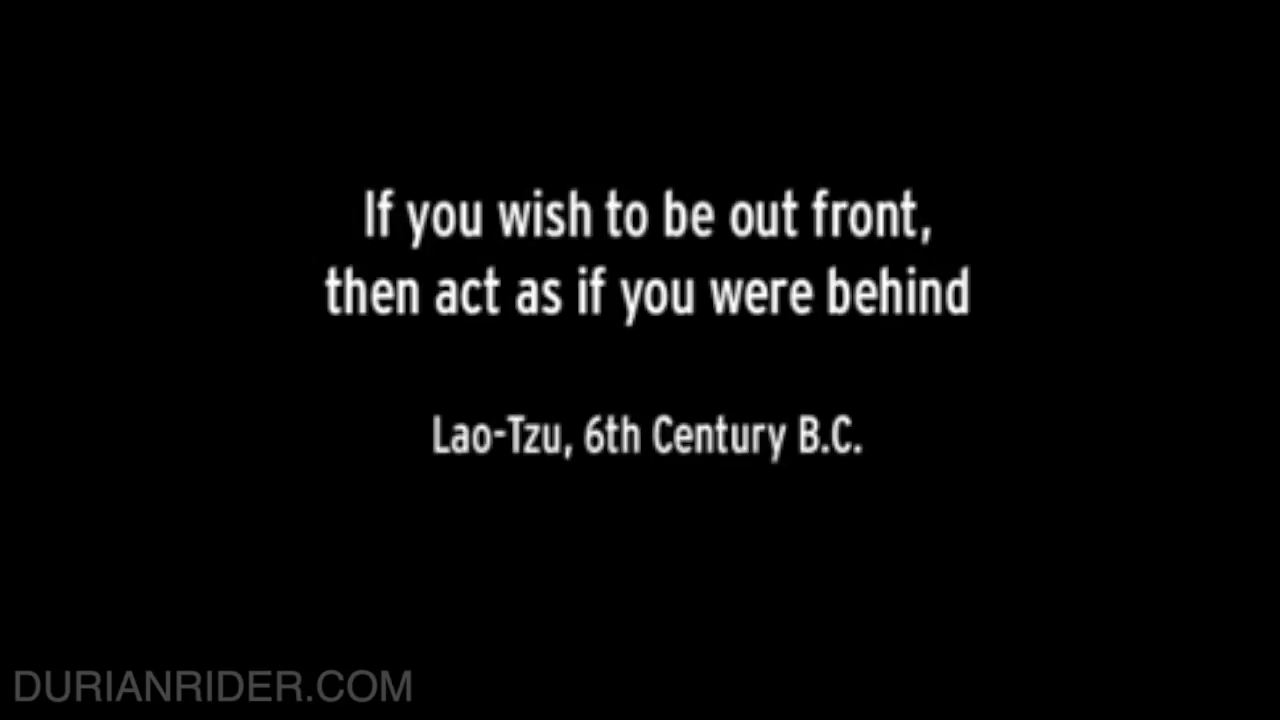 If you wish to be out front,
then act as if you were behind
Lao-Tzu, 6th Century B.C.
DURIANRIDER.COM